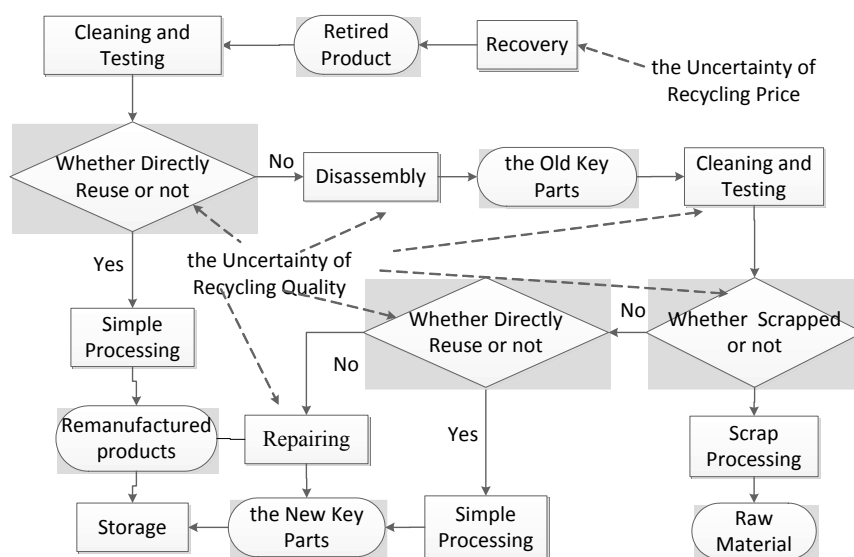 Cleaning and
Testing
Retired
Product
Recovery
the Uncertainty of
Recycling Price
Whether Directly
Reuse or not
No
Disassembly
the Old Key
Parts
Cleaning and
Testing
Yes
the Uncertainty of
Recycling Quality
Simple
Processing
Whether Directly
Reuse or not
No
Whether Scrapped
or not
No
Remanufactured
products
Repairing
Yes
Scrap
Processing
Storage
the New Key
Parts
Simple
Processing
Raw
Material